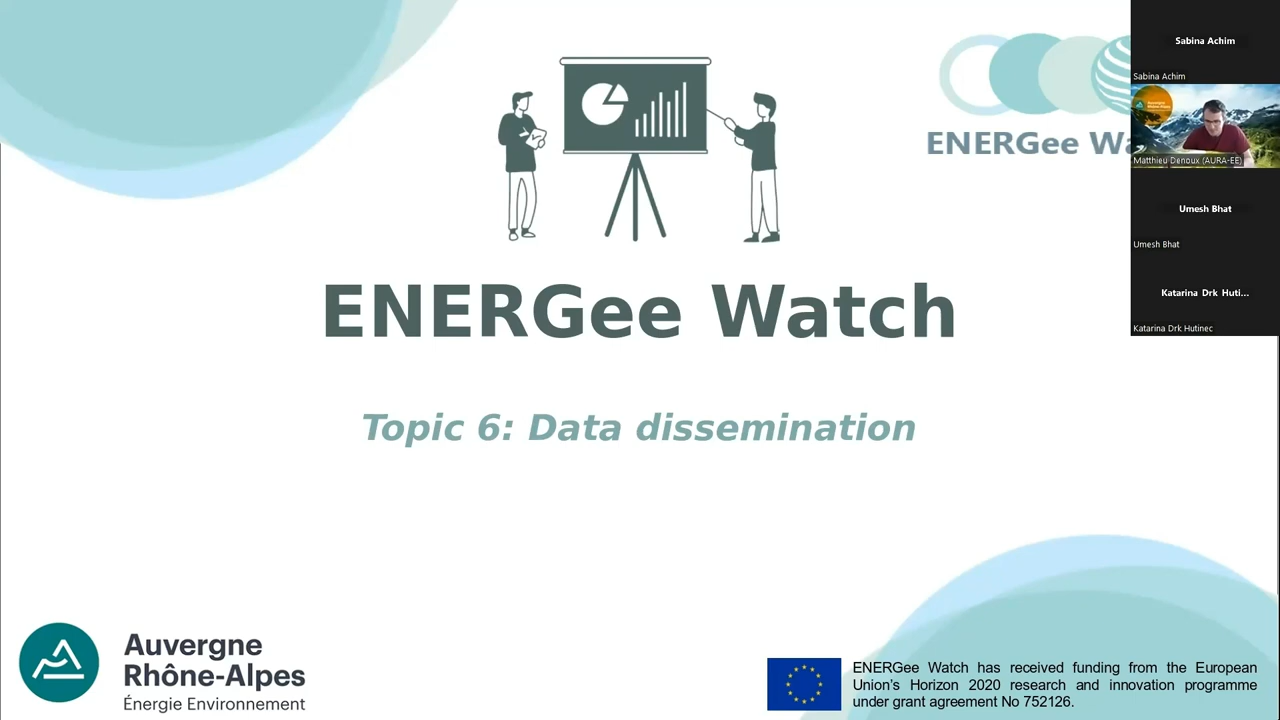 ENERGee Wa
Sabina Achim
Sabina Achim
Matthieu Denoux (AURA-EE)
Umesh Bhat
Umesh Bhat
Katarina Drk Huti...
Katarina Drk Hutinec
ENERGee Watch
Topic 6: Data dissemination
Auvergne
Rhône-Alpes
Énergie Environnement
ENERGee Watch has received funding from the European
Union's Horizon 2020 research and innovation programme
under grant agreement No 752126.